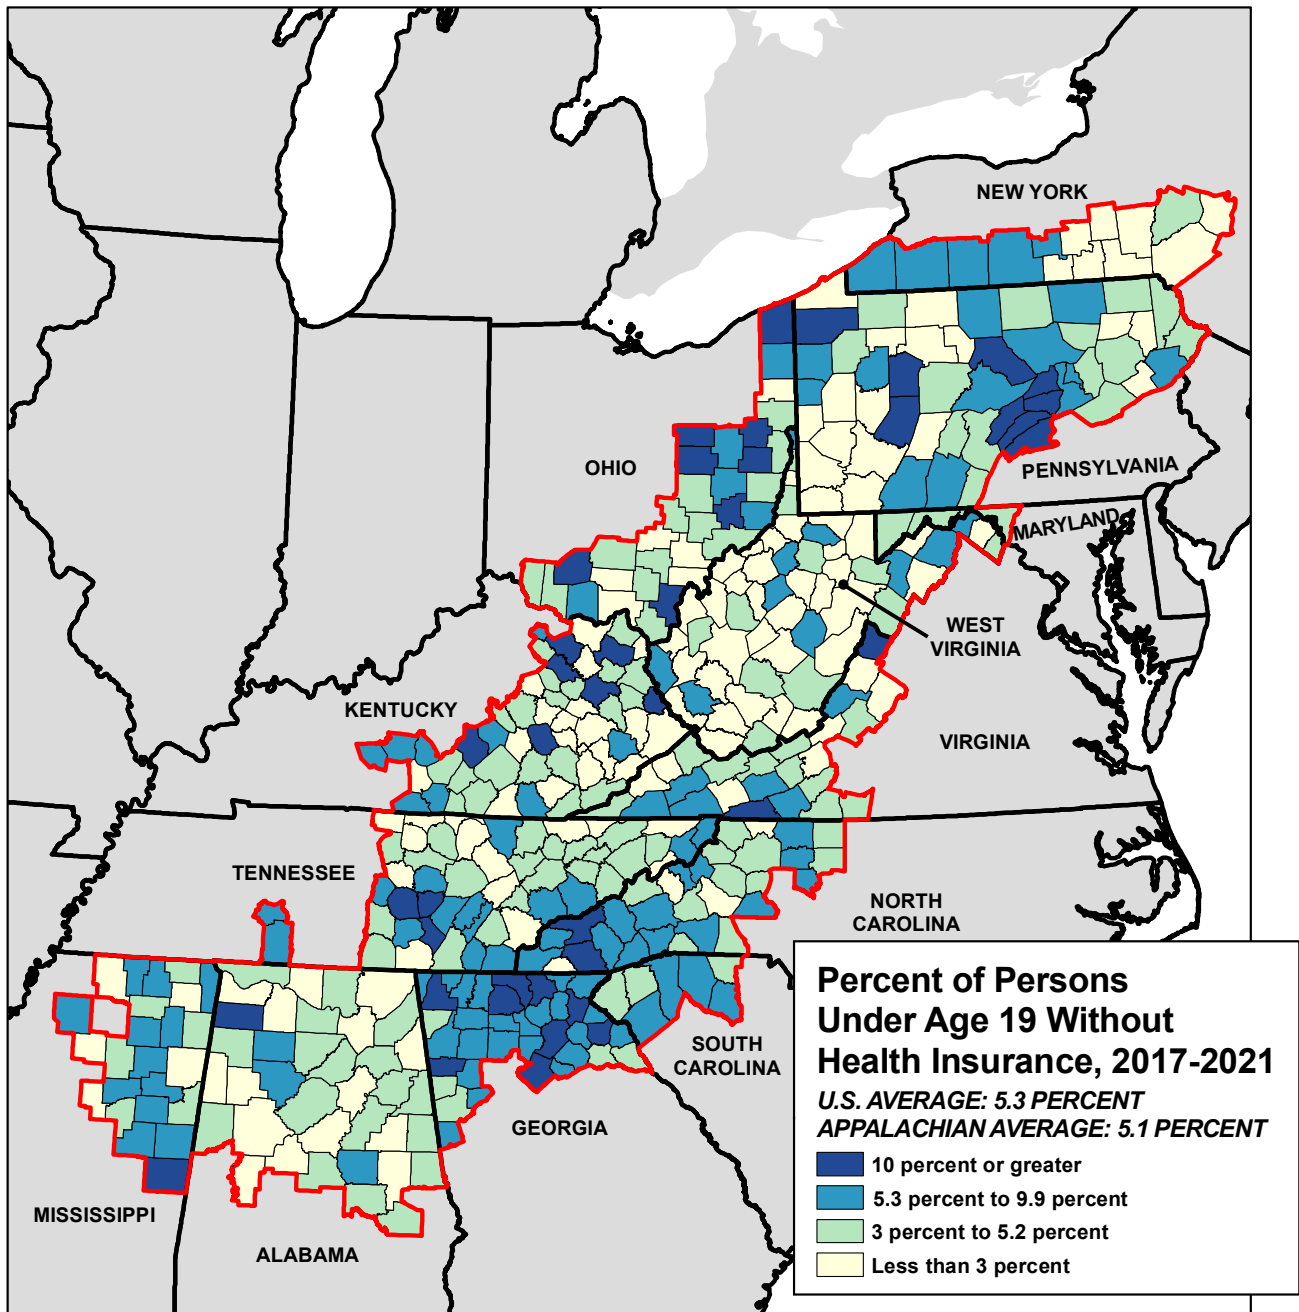 NEW YORK
OHIO
PENNSYLVANIA
MARYLAND
WEST
VIRGINIA
KENTUCKY
VIRGINIA
TENNESSEE
NORTH
CAROLINA
SOUTH
CAROLINA
GEORGIA
MISSISSIPPI
ALABAMA
Percent of Persons
Under Age 19 Without
Health Insurance, 2017-2021
U.S. AVERAGE: 5.3 PERCENT
APPALACHIAN AVERAGE: 5.1 PERCENT
10 percent or greater
5.3 percent to 9.9 percent
3 percent to 5.2 percent
Less than 3 percent